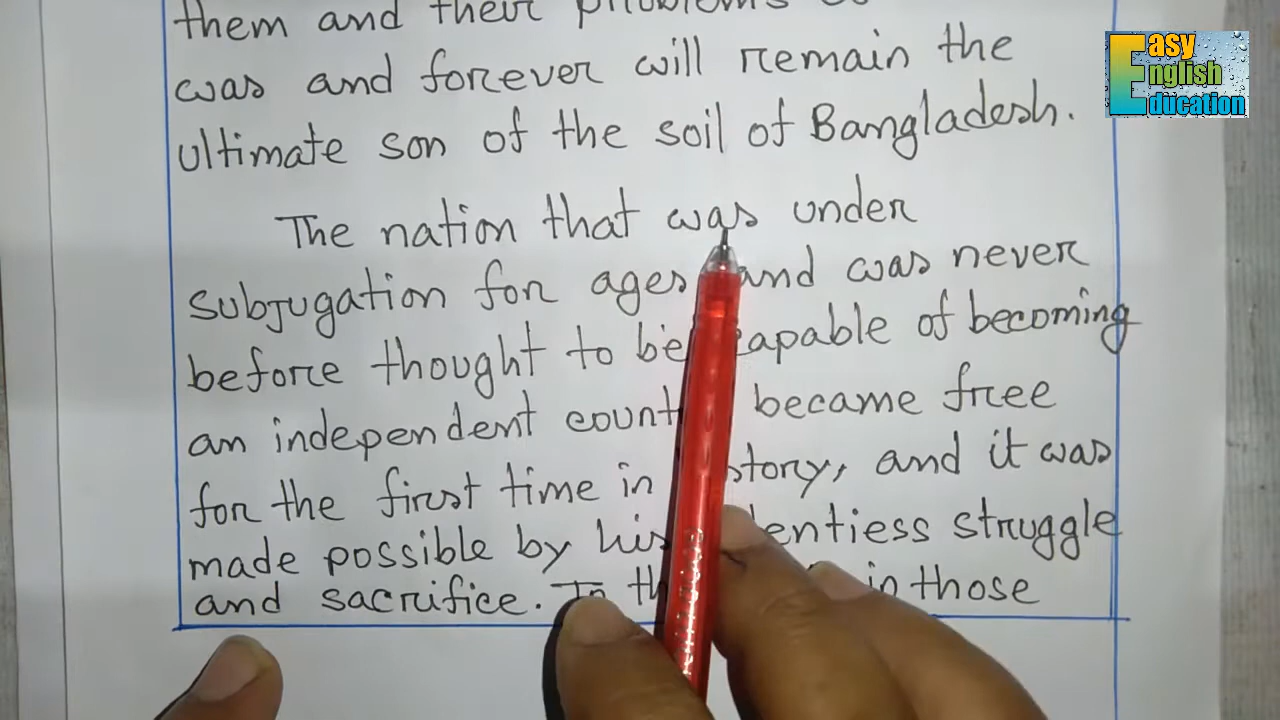 them and their problems
was and forever will remain the
ultimate son of the soil of Bangladesh.
The nation that was under
subjugation for ages and was never
before thought to be capable of becoming
an independent became free
for the first time in and it was
made possible by his struggle
and sacrifice. To in those
Easy
English
Education